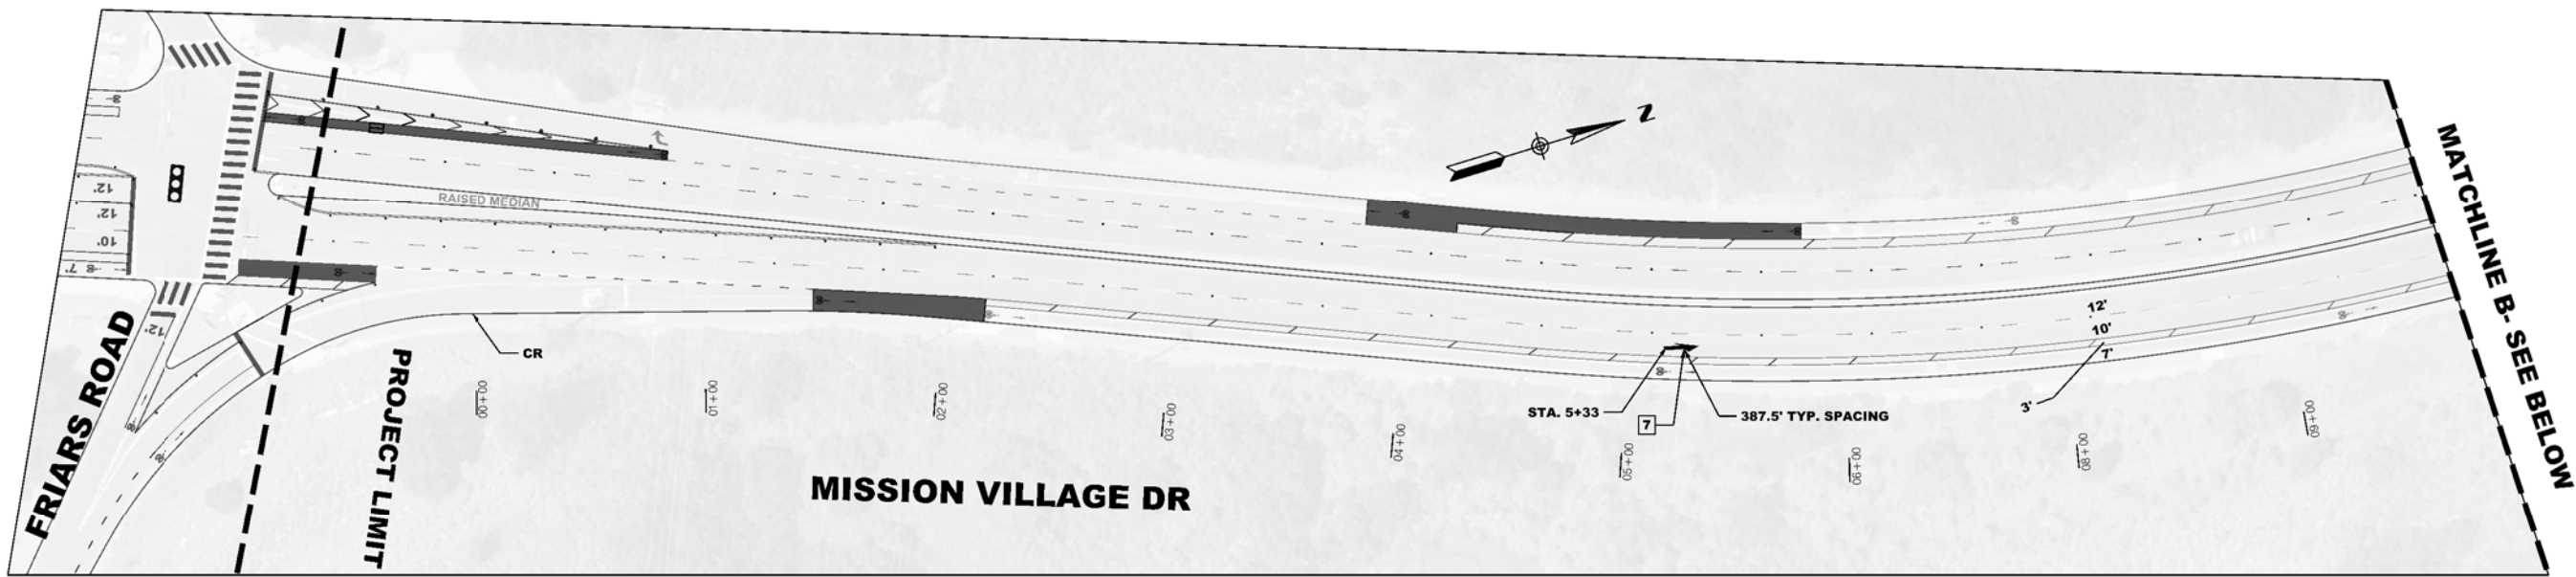 FRIARS ROAD
12'
12'
10'
7'
12'
PROJECT LIMIT
RAISED MEDIAN
CR
MISSION VILLAGE DR
N
STA. 5+33
7
387.5' TYP. SPACING
12'
10'
7'
3'
00+00
01+00
02+00
03+00
04+00
05+00
06+00
08+00
09+00
MATCHLINE B- SEE BELOW